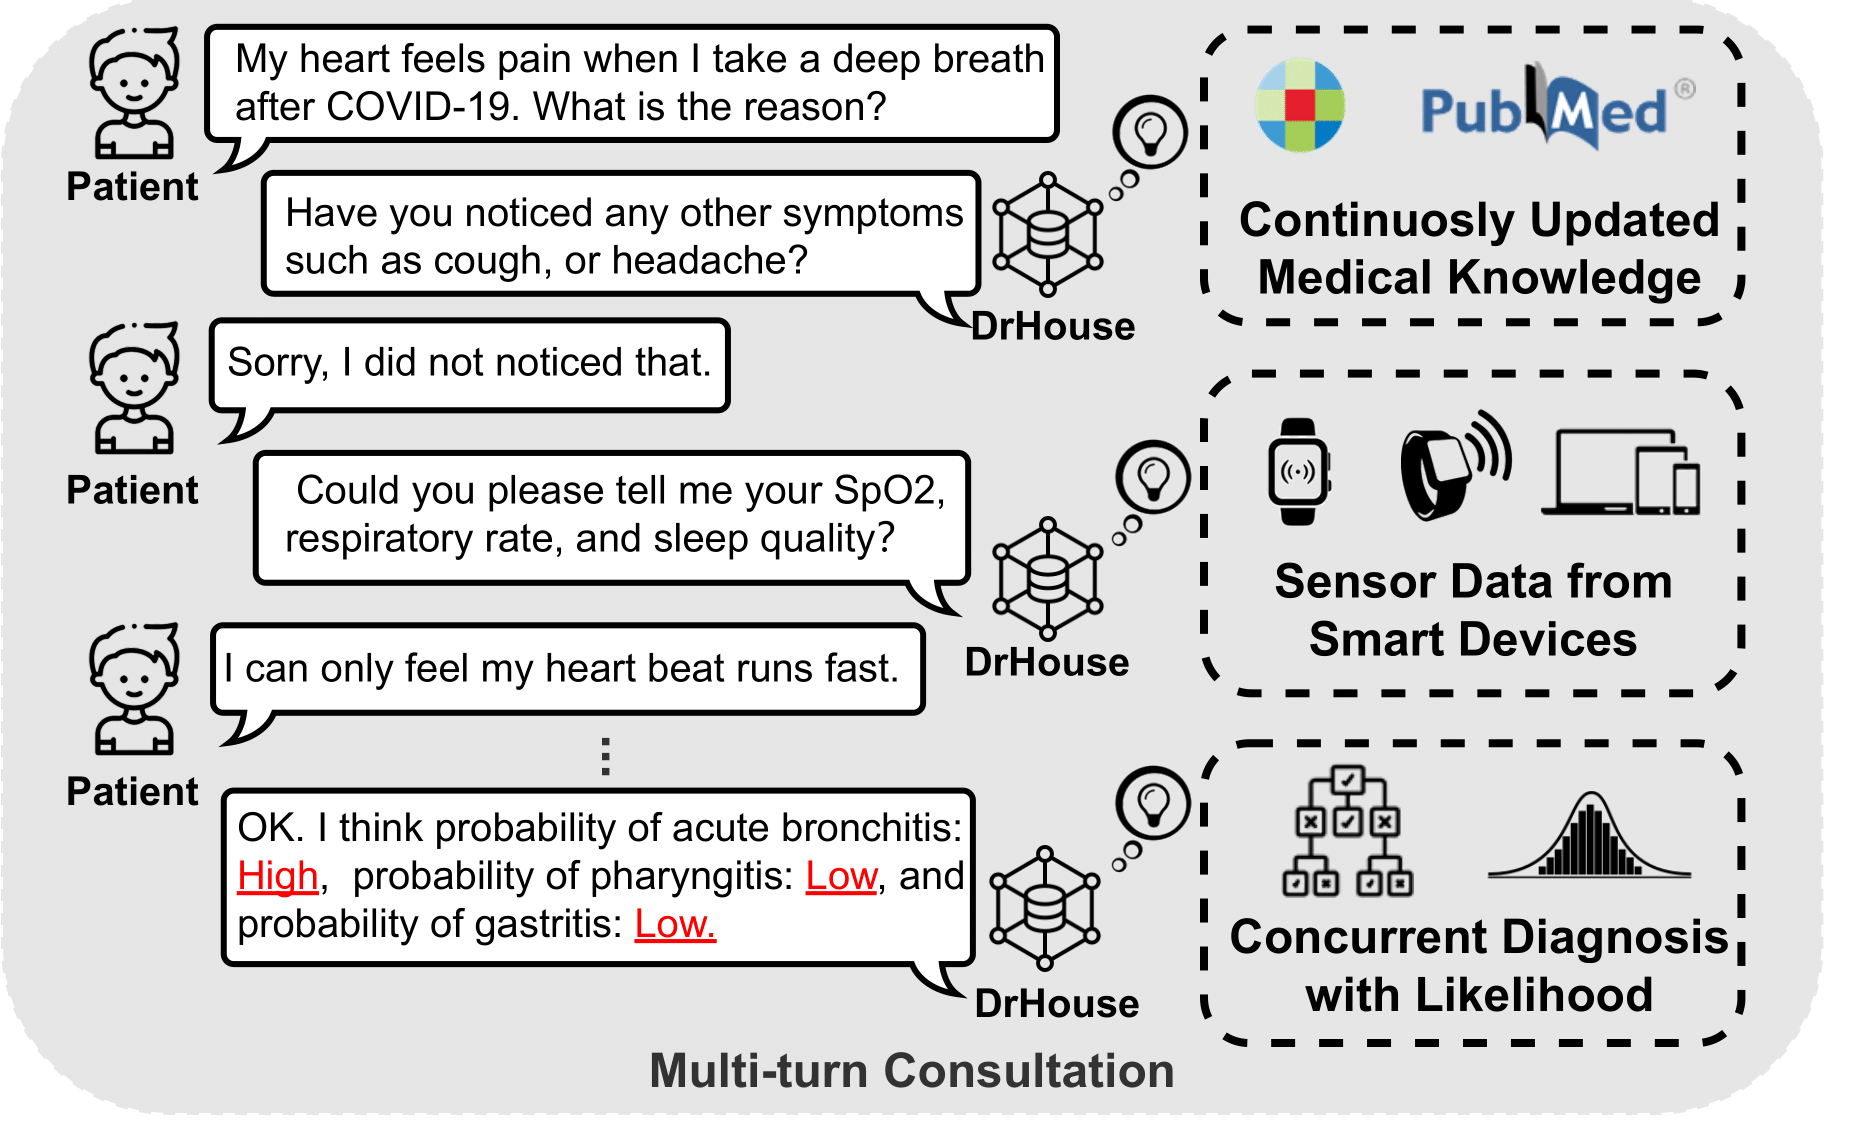 My heart feels pain when I take a deep breath
after COVID-19. What is the reason?
Patient
Have you noticed any other symptoms
such as cough, or headache?
DrHouse
PubMed®
Continuosly Updated
Medical Knowledge
Sorry, I did not noticed that.
Patient
Could you please tell me your SpO2,
respiratory rate, and sleep quality?
DrHouse
Sensor Data from
Smart Devices
I can only feel my heart beat runs fast.
Patient
⋮
OK. I think probability of acute bronchitis:
High, probability of pharyngitis: Low, and
probability of gastritis: Low.
DrHouse
Concurrent Diagnosis
with Likelihood
Multi-turn Consultation